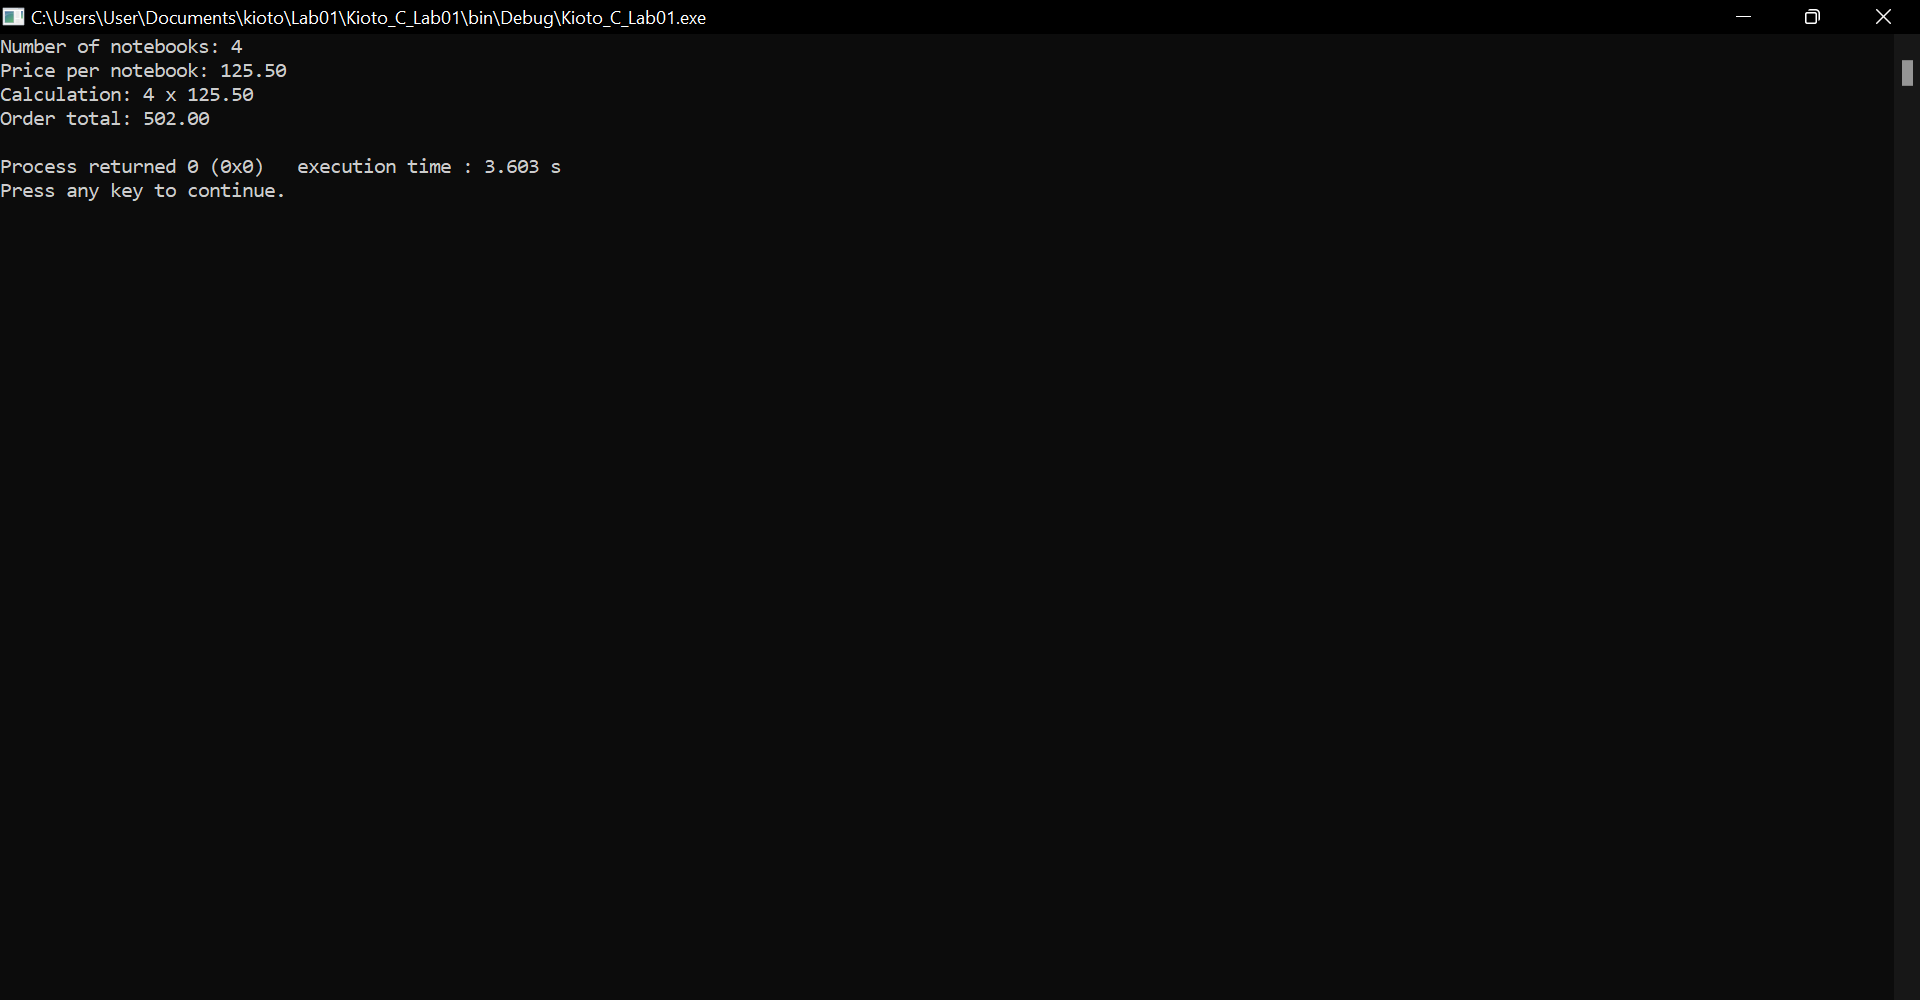 C:\Users\User\Documents\kioto\Lab01\Kioto_C_Lab01\bin\Debug\Kioto_C_Lab01.exe
Number of notebooks: 4
Price per notebook: 125.50
Calculation: 4 x 125.50
Order total: 502.00
Process returned 0 (0x0)   execution time : 3.603 s
Press any key to continue.